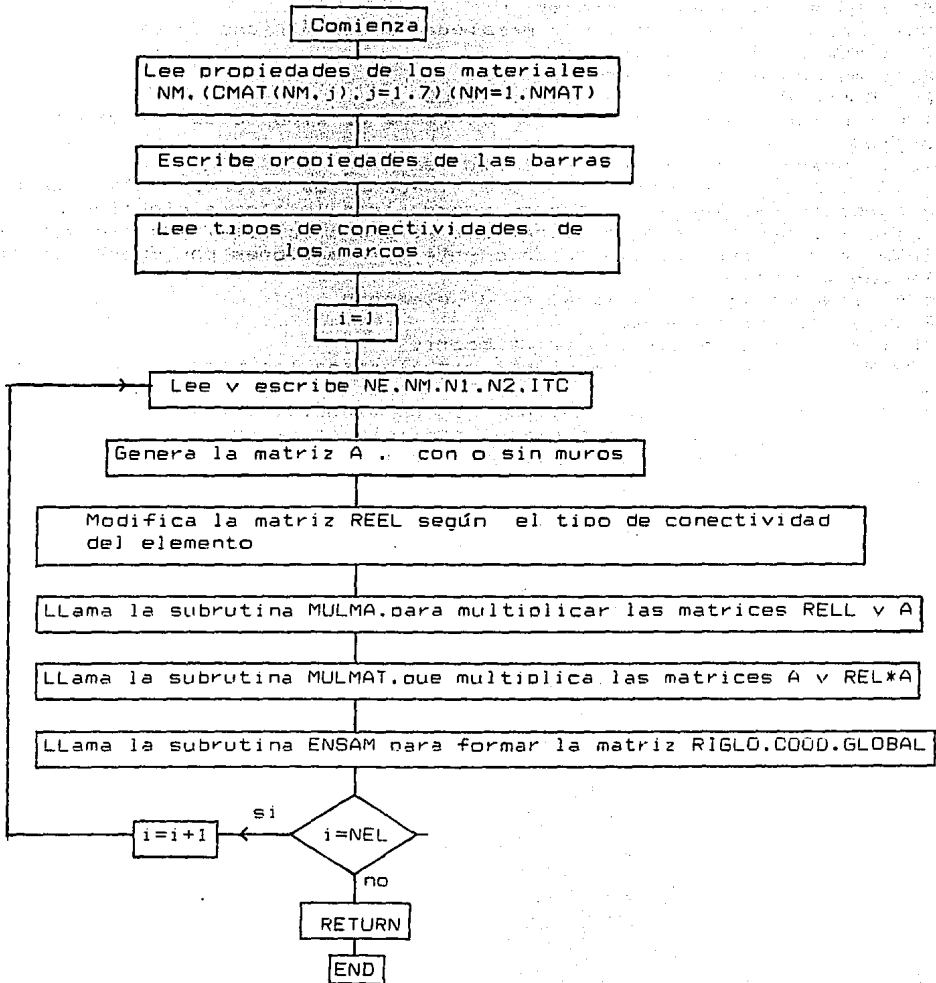 Comienza
Lee propiedades de los materiales
NM.(CMAT(NM,j),j=1.7)(NM=1.NMAT)
Escribe propiedades de las barras
Lee tipos de conectividades de
los marcos
i=1
Lee y escribe NE.NM.N1.N2.ITC
Genera la matriz A . con o sin muros
Modifica la matriz REEL según el tipo de conectividad
del elemento
LLama la subrutina MULMA.para multiplicar las matrices RELL y A
LLama la subrutina MULMAT.que multiplica las matrices A y REL*A
LLama la subrutina ENSAM para formar la matriz RIGLO.COOD.GLOBAL
si
i=i+1
i=NEL
no
RETURN
END